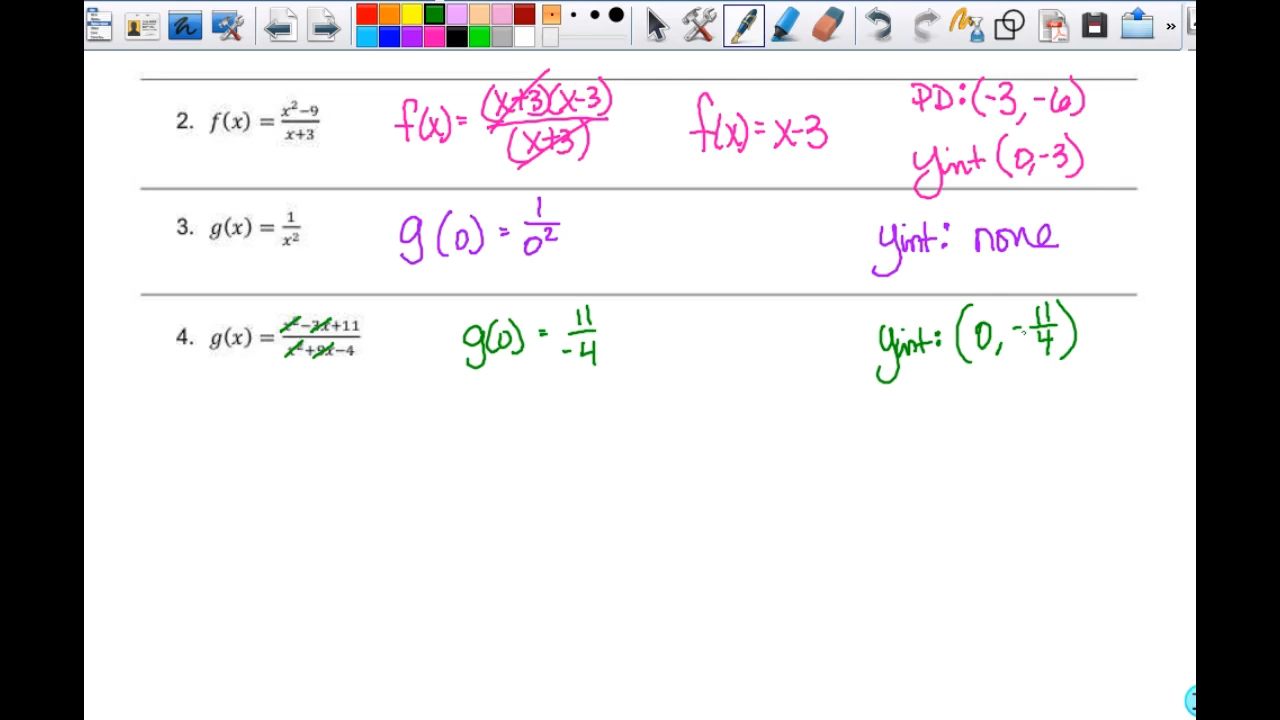 2. f(x) = (x²−9)/(x+3) f(x) = (x+3)(x−3)/(x+3) f(x) = x−3 PD: (−3, −6)
yint (0, −3)
3. g(x) = 1/x² g(0) = 1/0² yint: none
4. g(x) = (x²−3x+11)/(x²+9x−4) g(0) = 11/−4 yint: (0, −11/4)